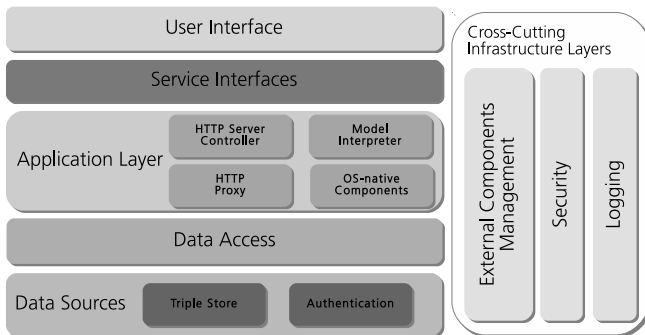 User Interface
Service Interfaces
Application Layer
HTTP Server
Controller
Model
Interpreter
HTTP
Proxy
OS-native
Components
Data Access
Data Sources
Triple Store
Authentication
Cross-Cutting
Infrastructure Layers
External Components
Management
Security
Logging